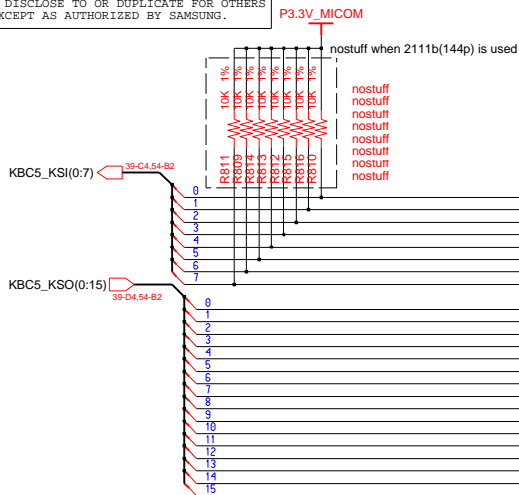 DISCLOSE TO OR DUPLICATE FOR OTHERS
EXCEPT AS AUTHORIZED BY SAMSUNG.
P3.3V_MICOM
nostuff when 2111b(144p) is used
10K 1%
10K 1%
10K 1%
10K 1%
10K 1%
10K 1%
10K 1%
10K 1%
nostuff
nostuff
nostuff
nostuff
nostuff
nostuff
nostuff
nostuff
R811
R809
R814
R813
R812
R815
R816
R810
KBC5_KSI(0:7)
39-C4,54-B2
0
1
2
3
4
5
6
7
KBC5_KSO(0:15)
39-D4,54-B2
0
1
2
3
4
5
6
7
8
9
10
11
12
13
14
15